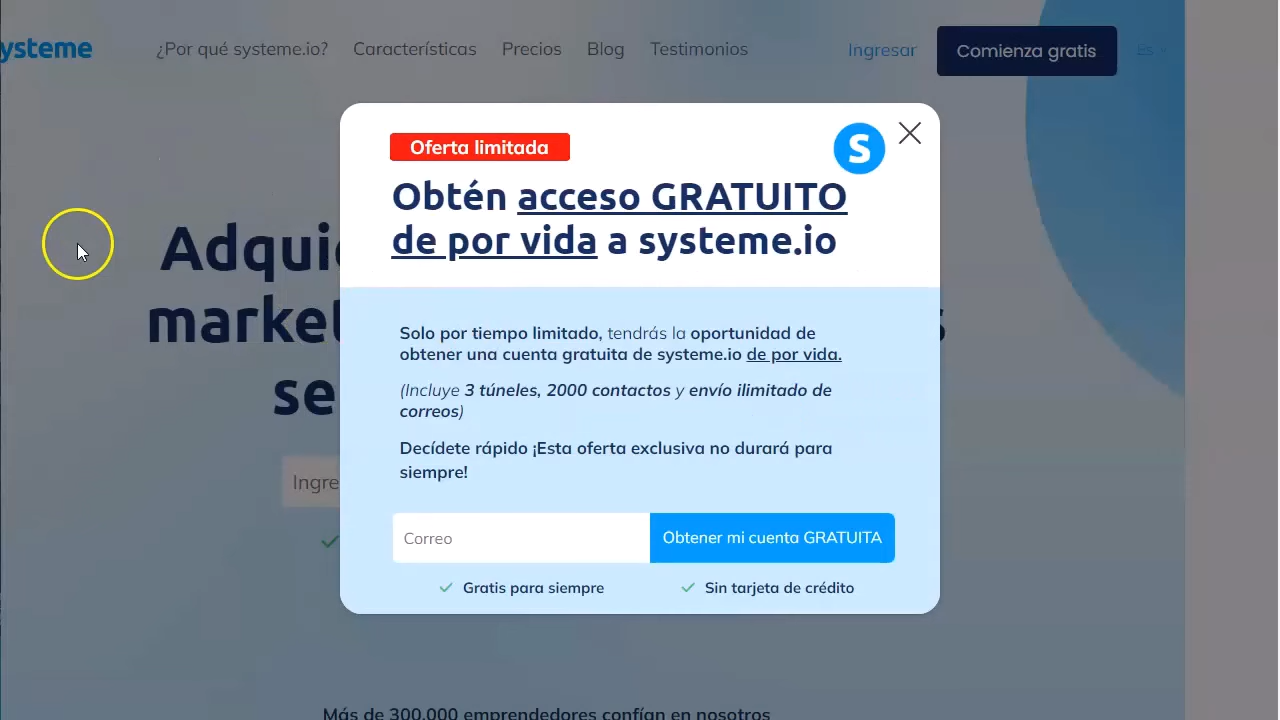 ysteme
¿Por qué systeme.io? Características Precios Blog Testimonios Ingresar Comienza gratis Es
Oferta limitada
S
Obtén acceso GRATUITO
de por vida a systeme.io
Adqui
market
s
se
Solo por tiempo limitado, tendrás la oportunidad de
obtener una cuenta gratuita de systeme.io de por vida.
(Incluye 3 túneles, 2000 contactos y envío ilimitado de
correos)
Decídete rápido ¡Esta oferta exclusiva no durará para
siempre!
Ingre
Correo Obtener mi cuenta GRATUITA
Gratis para siempre Sin tarjeta de crédito
Más de 300.000 emprendedores confían en nosotros